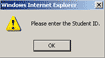 Windows Internet Explorer
Please enter the Student ID.
OK